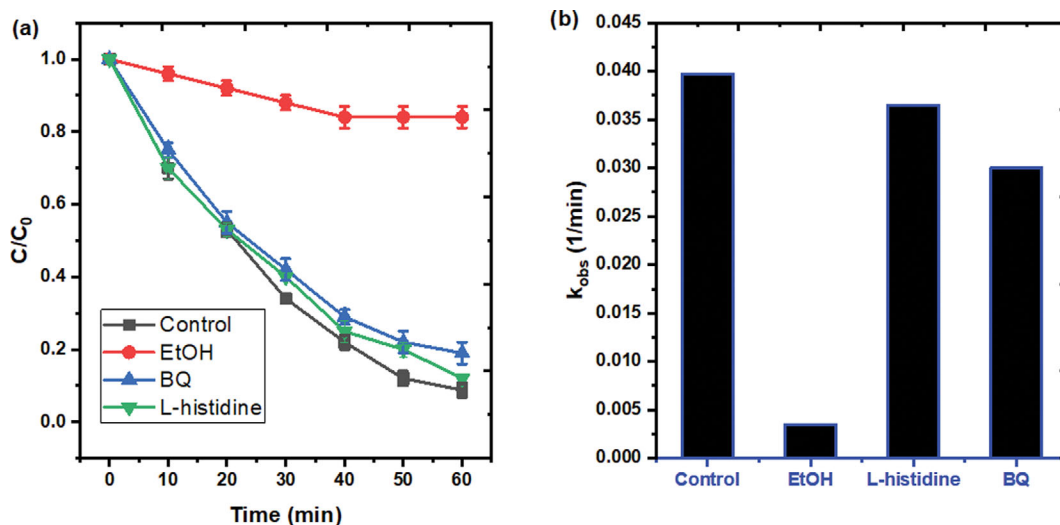 (a)
C/C0
1.0
0.8
0.6
0.4
0.2
0.0
Control
EtOH
BQ
L-histidine
0 10 20 30 40 50 60
Time (min)
(b)
kobs (1/min)
0.045
0.040
0.035
0.030
0.025
0.020
0.015
0.010
0.005
0.000
Control EtOH L-histidine BQ